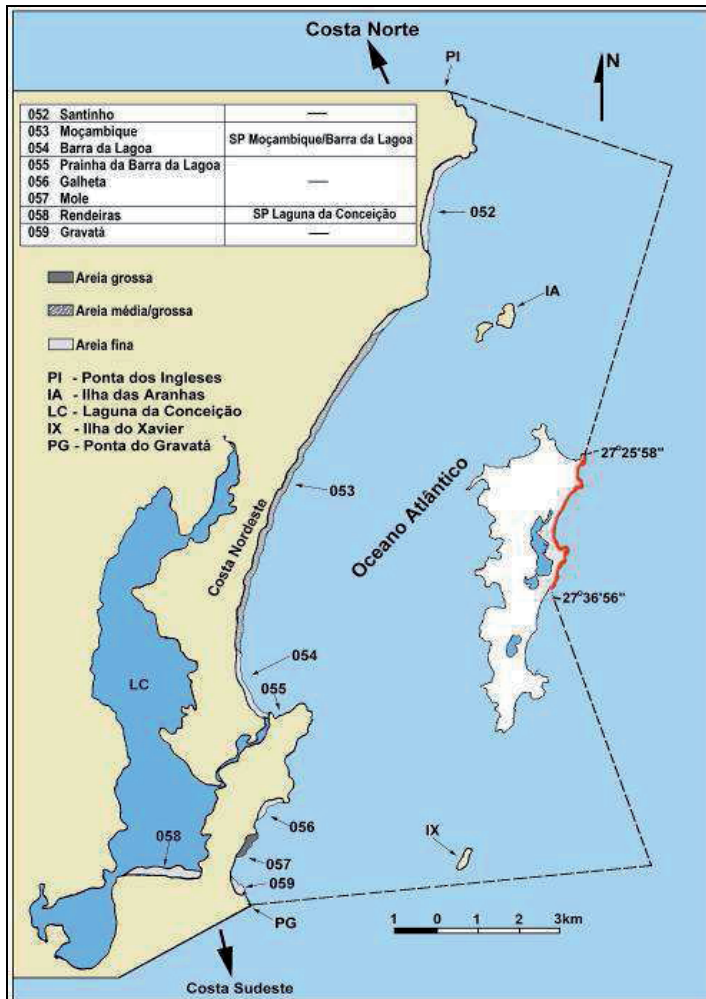 Costa Norte
PI
N
052 Santinho —
053 Moçambique
054 Barra da Lagoa
SP Moçambique/Barra da Lagoa
055 Prainha da Barra da Lagoa
056 Galheta —
057 Mole
058 Rendeiras SP Laguna da Conceição
059 Gravatá —
052
Areia grossa
Areia média/grossa
Areia fina
IA
PI - Ponta dos Ingleses
IA - Ilha das Aranhas
LC - Laguna da Conceição
IX - Ilha do Xavier
PG - Ponta do Gravatá
27°25'58"
053
Costa Nordeste
Oceano Atlântico
27°36'56"
054
LC
055
056
058
IX
057
059
PG
1 0 1 2 3km
Costa Sudeste